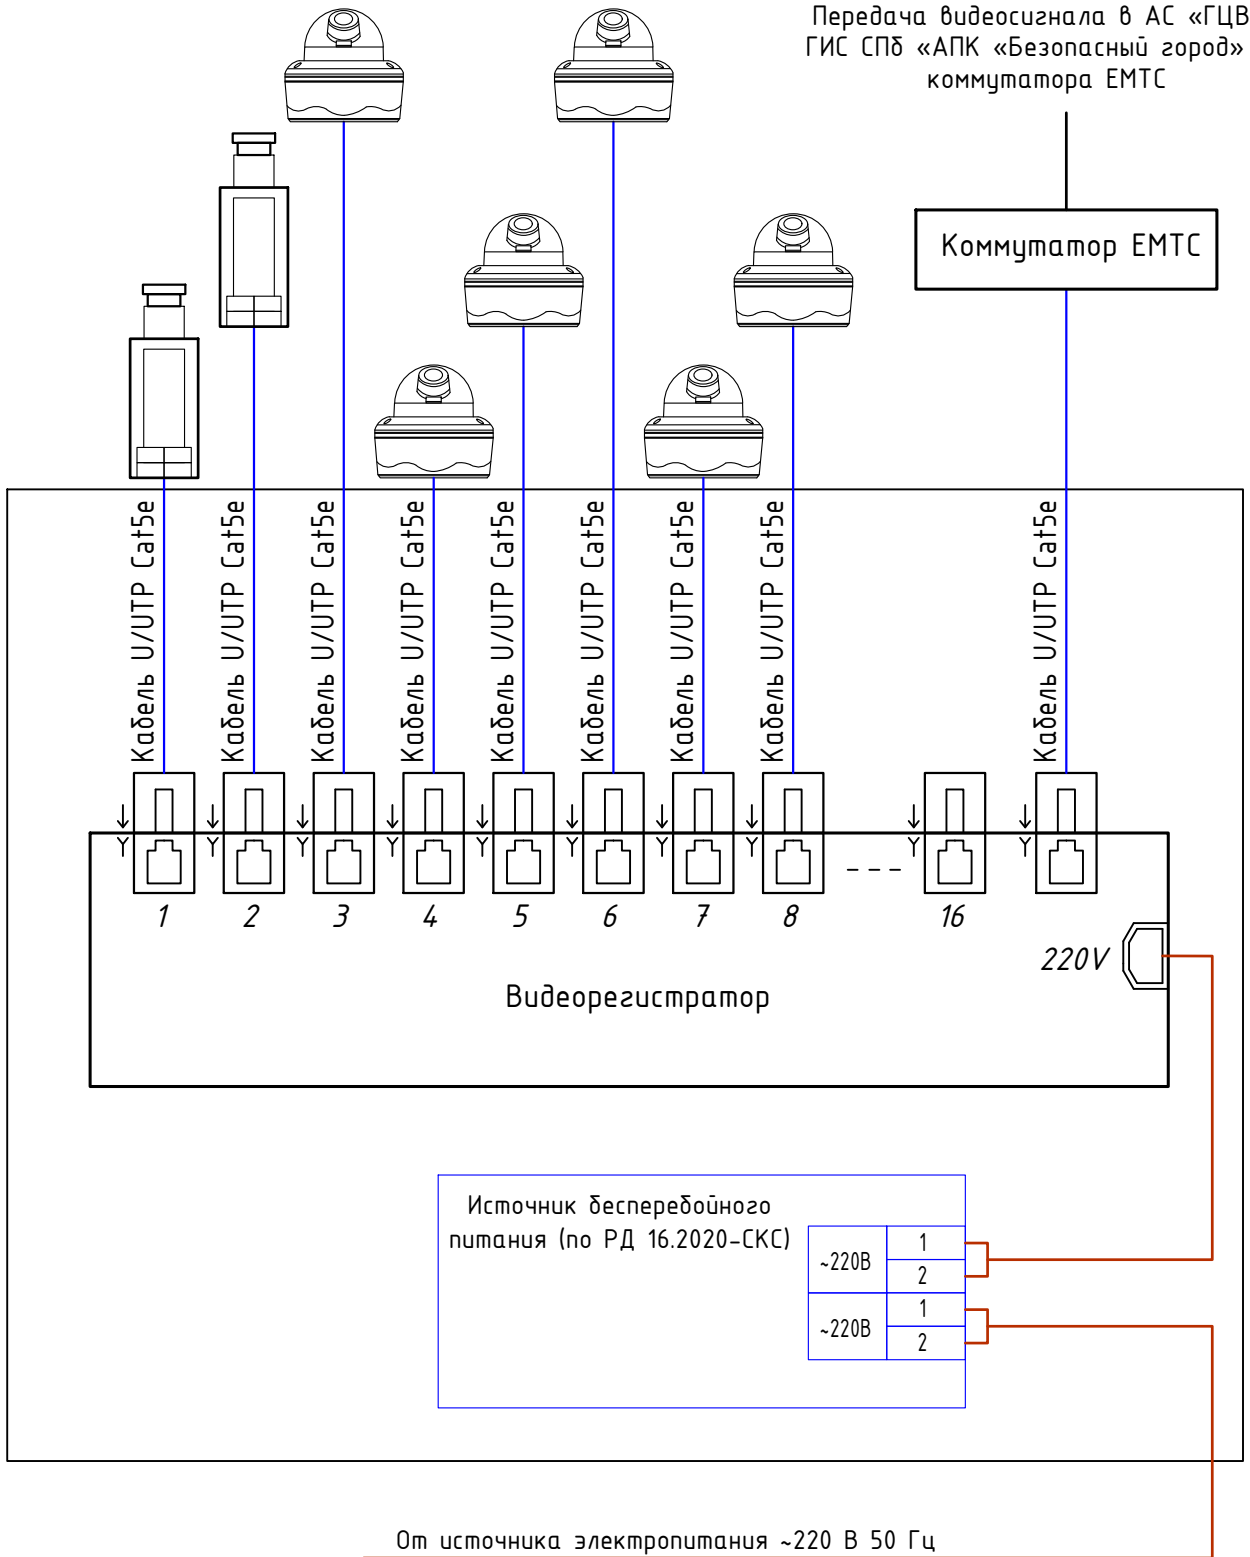 Передача видеосигнала в АС «ГЦВ
ГИС СПб «АПК «Безопасный город»
коммутатора ЕМТС
Коммутатор ЕМТС
Кабель U/UTP Cat5e
Кабель U/UTP Cat5e
Кабель U/UTP Cat5e
Кабель U/UTP Cat5e
Кабель U/UTP Cat5e
Кабель U/UTP Cat5e
Кабель U/UTP Cat5e
Кабель U/UTP Cat5e
Кабель U/UTP Cat5e
1 2 3 4 5 6 7 8 --- 16
220V
Видеорегистратор
Источник бесперебойного
питания (по РД 16.2020-СКС)
~220В
1
2
~220В
1
2
От источника электропитания ~220 В 50 Гц